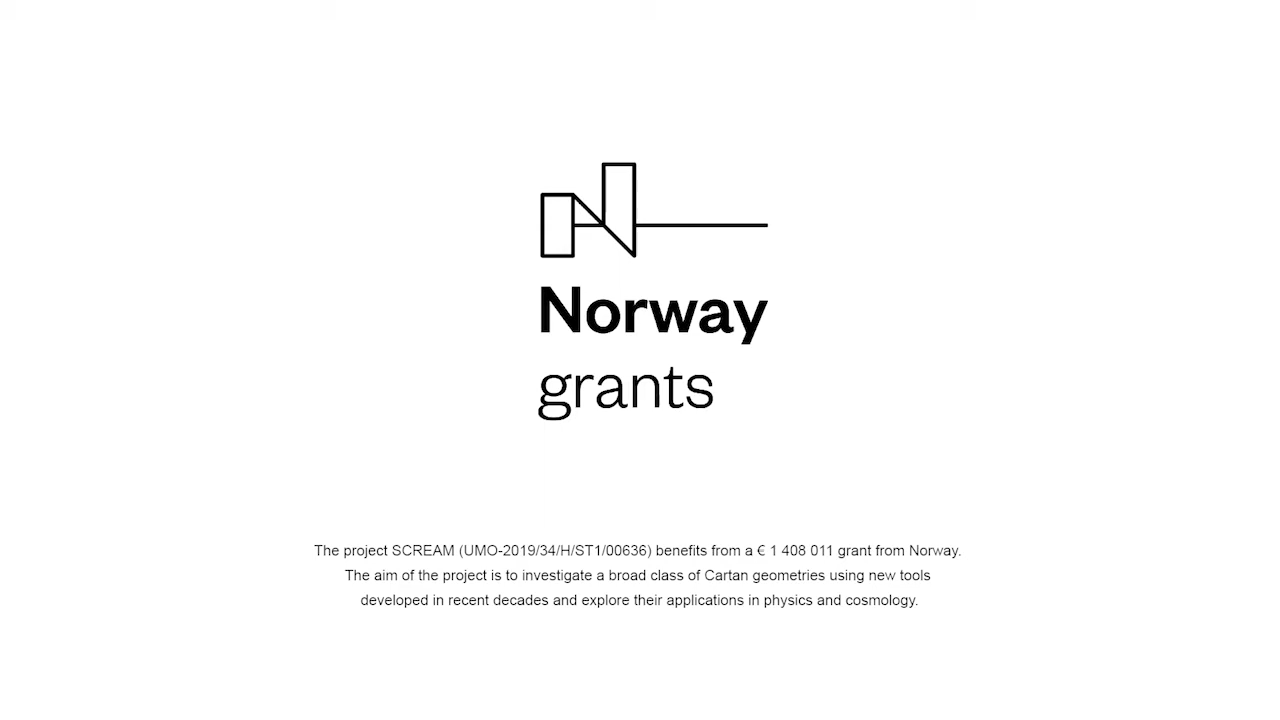 Norway
grants
The project SCREAM (UMO-2019/34/H/ST1/00636) benefits from a € 1 408 011 grant from Norway.
The aim of the project is to investigate a broad class of Cartan geometries using new tools
developed in recent decades and explore their applications in physics and cosmology.